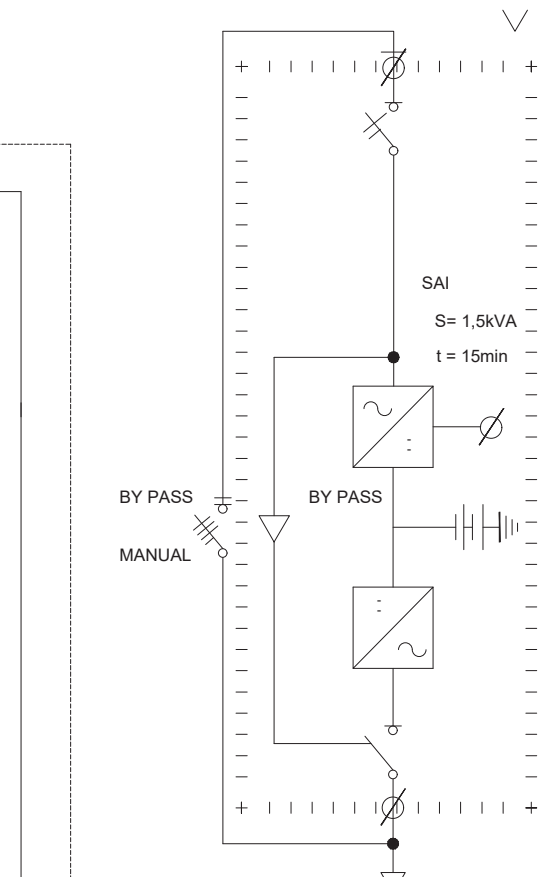 SAI
S= 1,5kVA
t = 15min
BY PASS
BY PASS
MANUAL